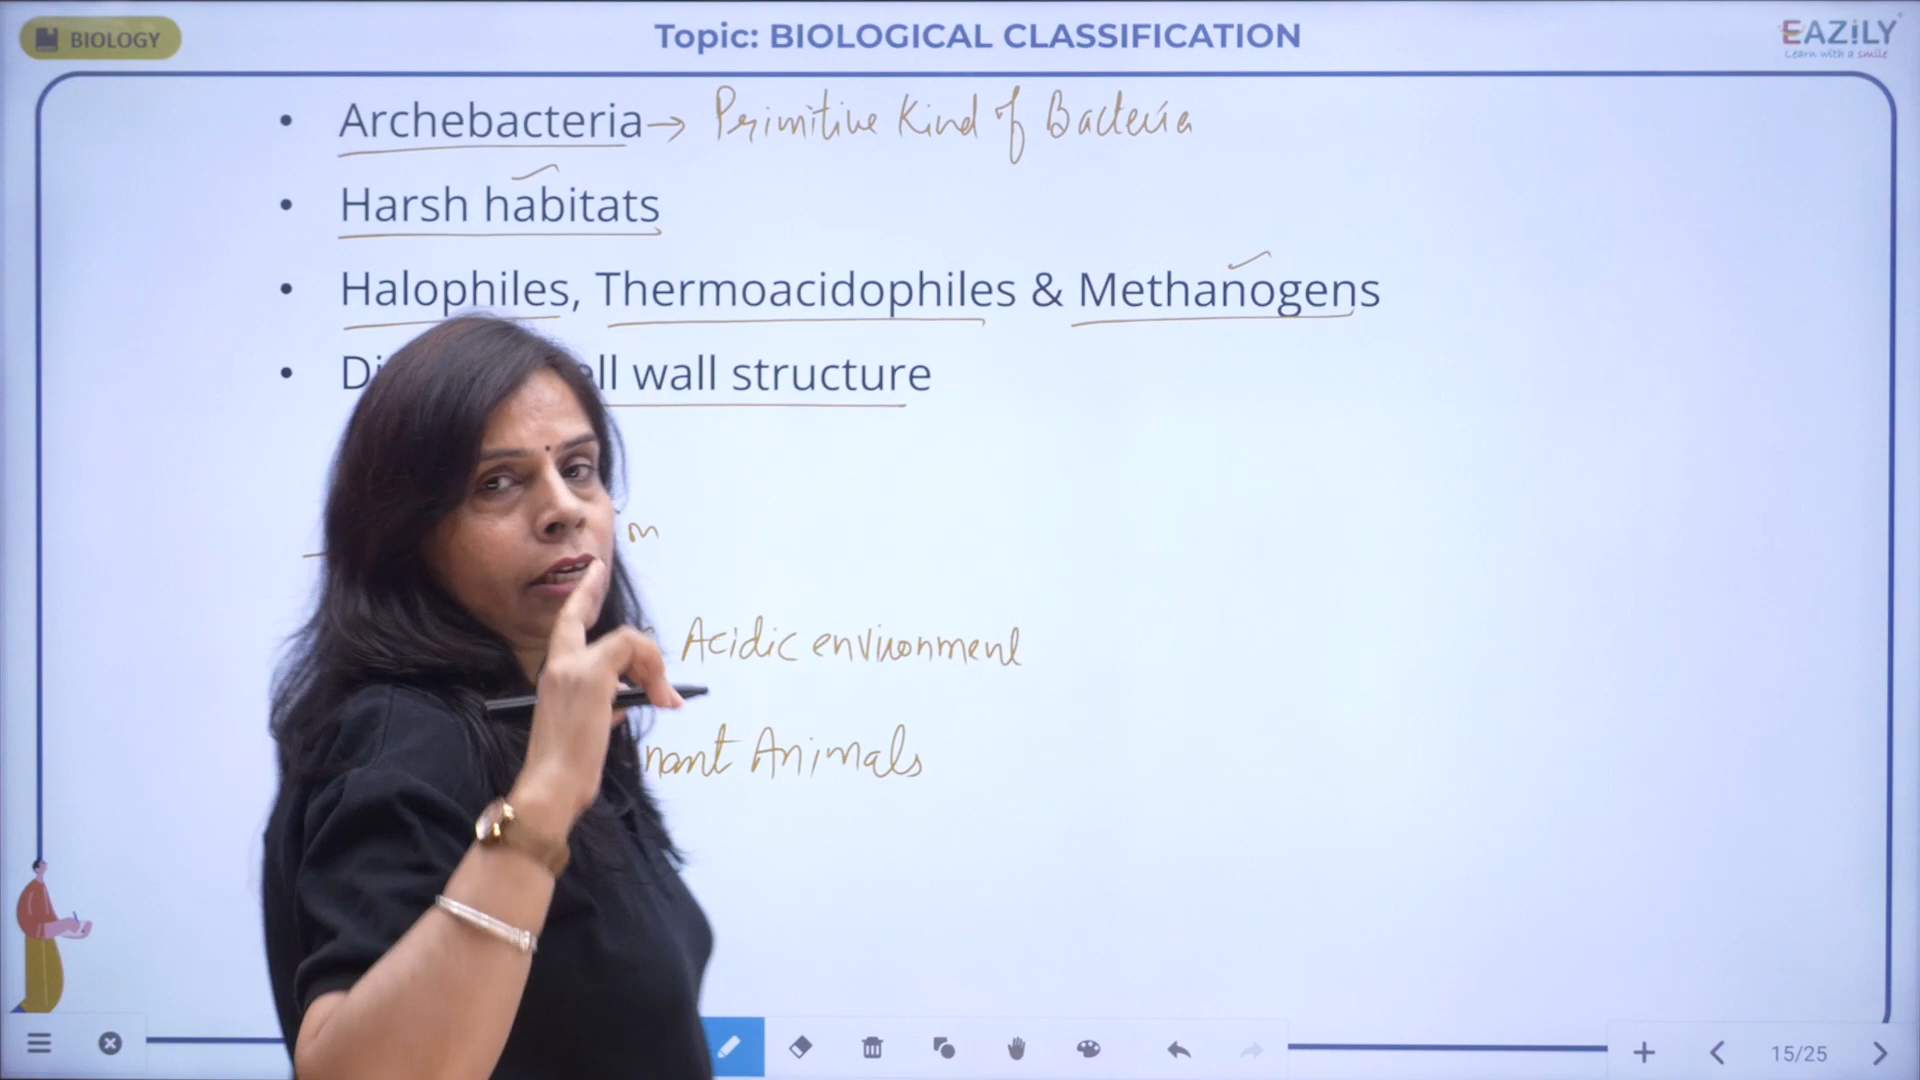 BIOLOGY
Topic: BIOLOGICAL CLASSIFICATION
EAZiLY
Learn with a smile
• Archebacteria → Primitive Kind of Bacteria
• Harsh habitats
• Halophiles, Thermoacidophiles & Methanogens
• wall structure
Acidic environment
Animals
15/25